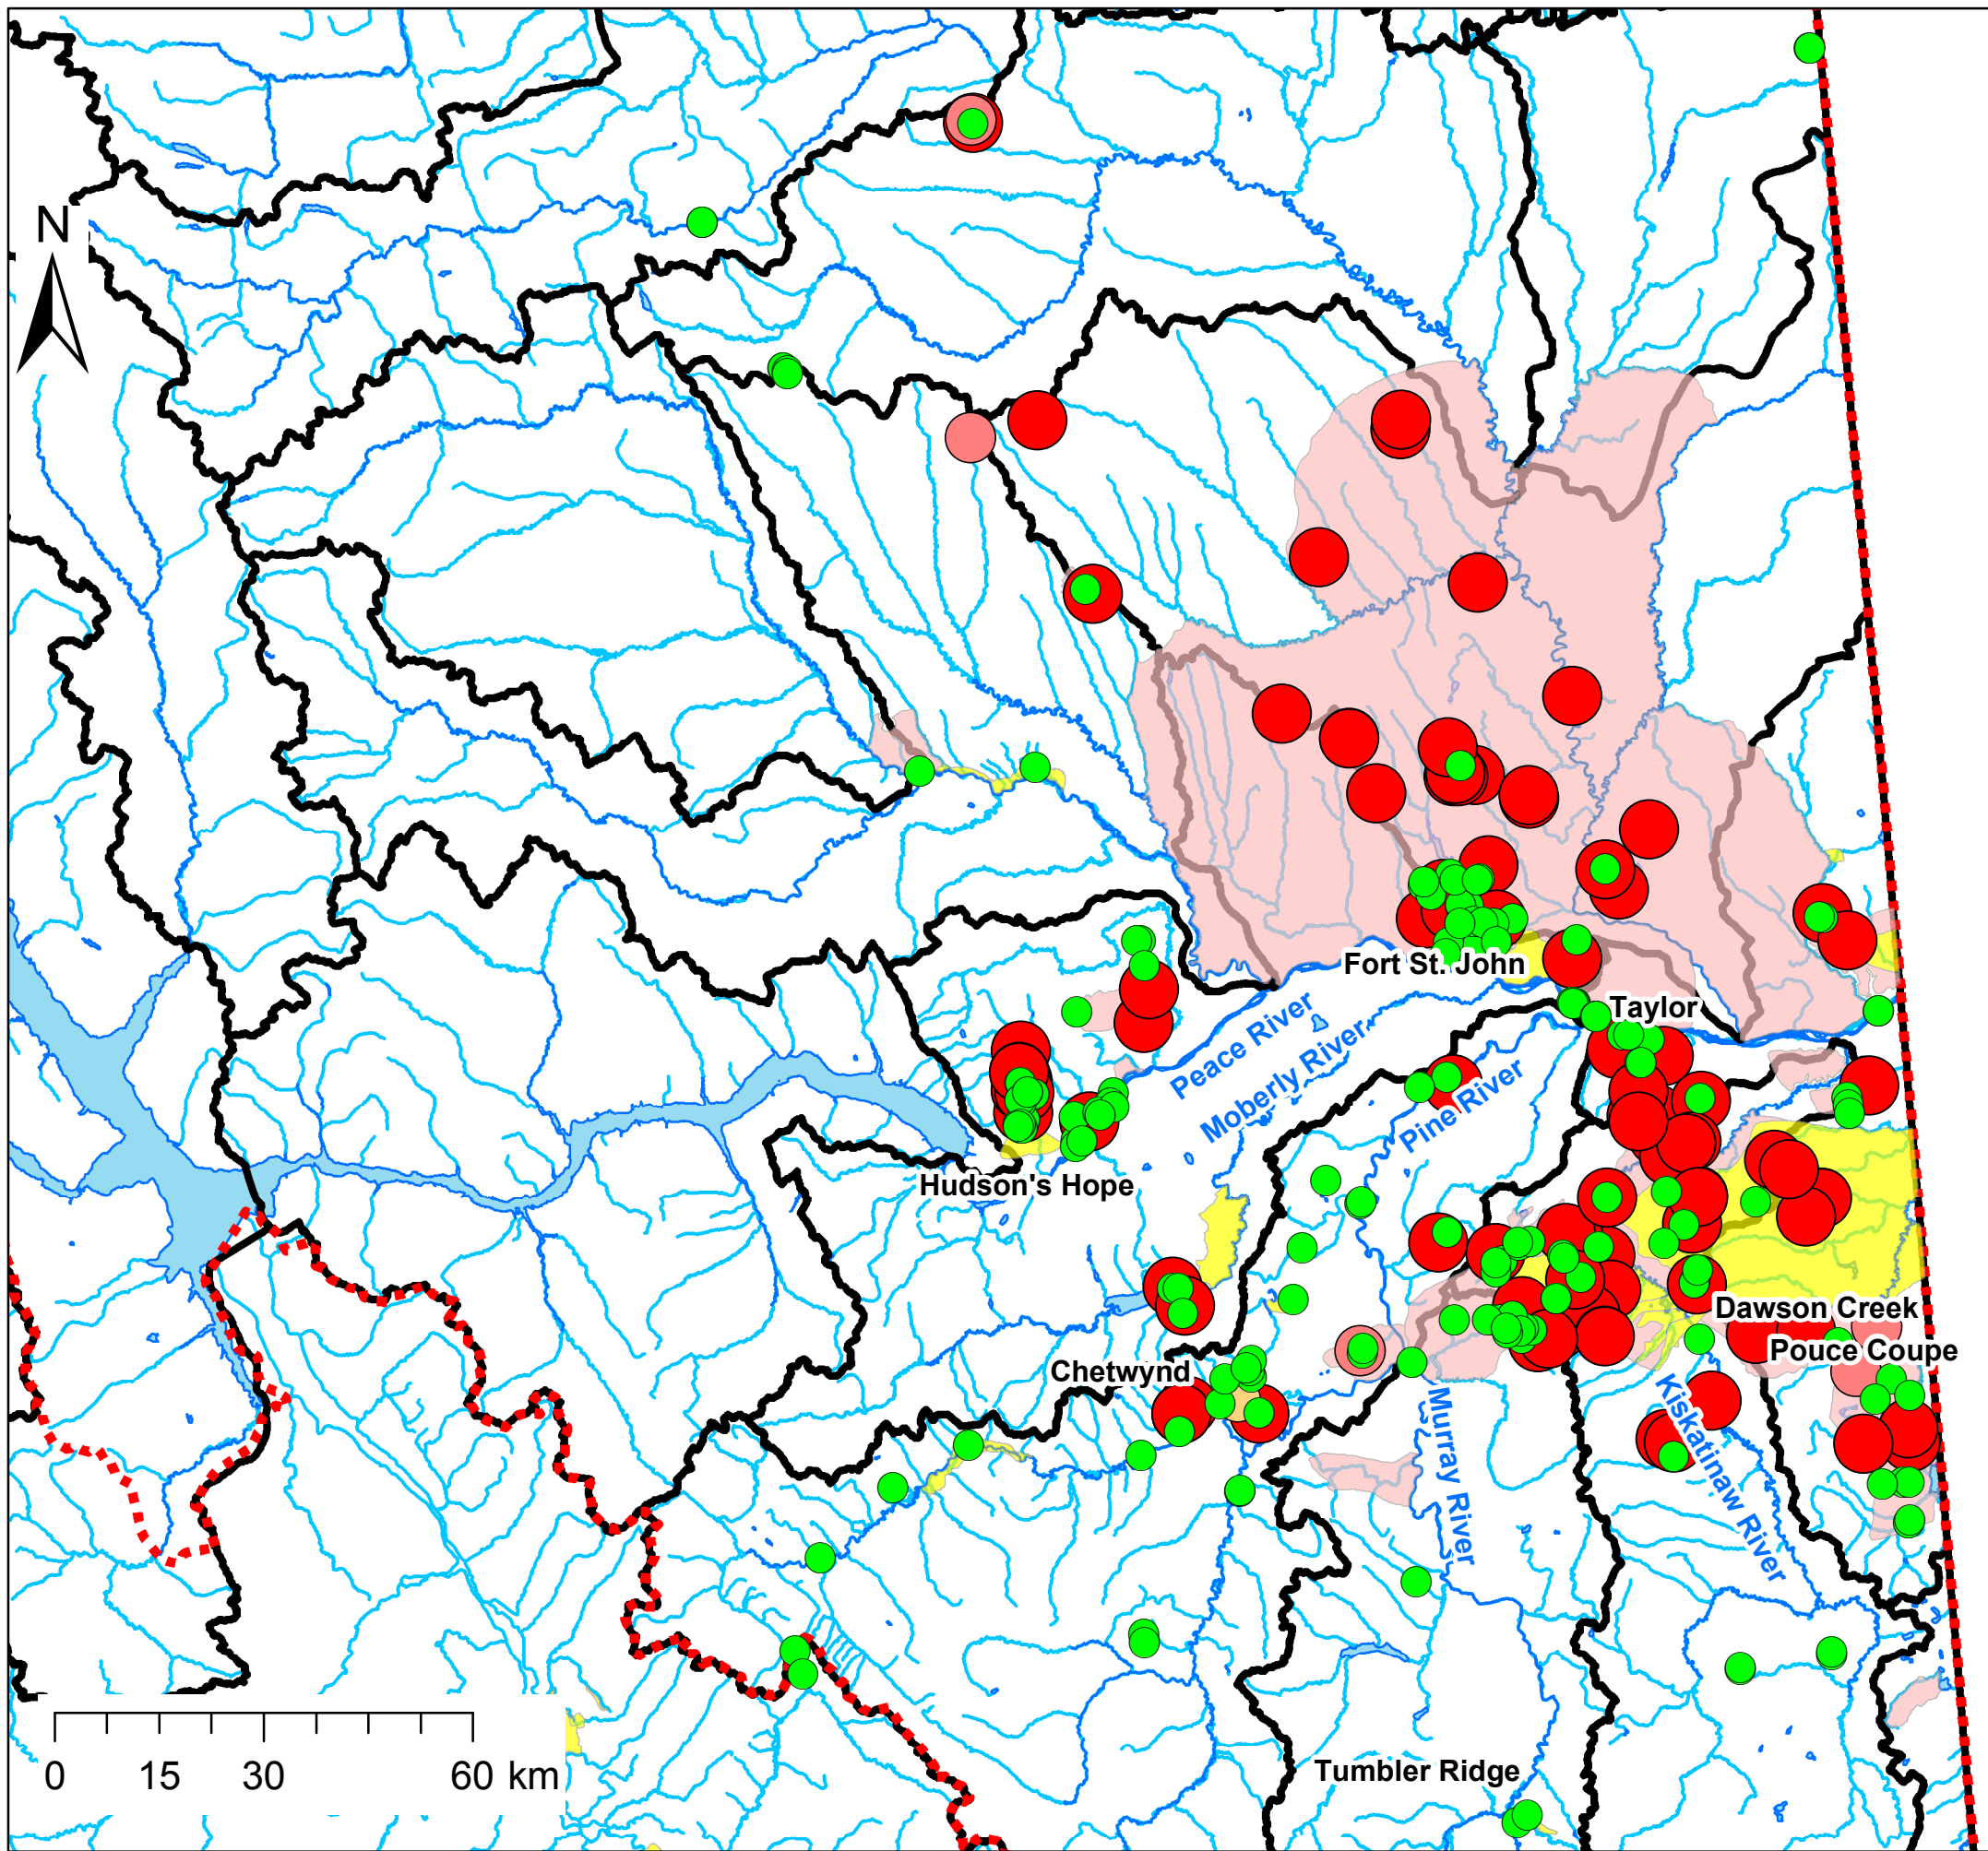 N
Fort St. John
Taylor
Peace River
Moberly River
Pine River
Hudson's Hope
Dawson Creek
Pouce Coupe
Chetwynd
Murray River
Kiskatinaw River
Tumbler Ridge
0 15 30 60 km